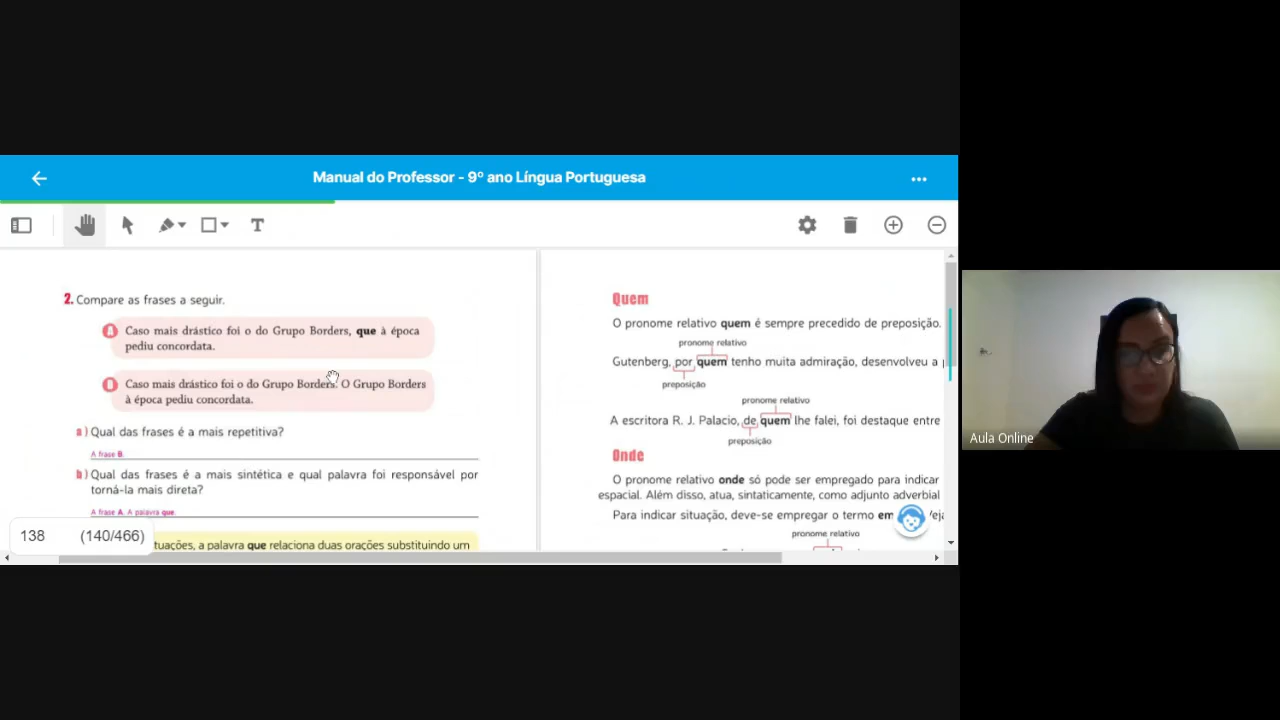 Manual do Professor - 9º ano Língua Portuguesa
T
2. Compare as frases a seguir.
A Caso mais drástico foi o do Grupo Borders, que à época
pediu concordata.
B Caso mais drástico foi o do Grupo Borders. O Grupo Borders
à época pediu concordata.
a) Qual das frases é a mais repetitiva?
A frase B.
b) Qual das frases é a mais sintética e qual palavra foi responsável por
torná-la mais direta?
A frase A. A palavra que.
tuações, a palavra que relaciona duas orações substituindo um
138 (140/466)
Quem
O pronome relativo quem é sempre precedido de preposição.
pronome relativo
Gutenberg, por quem tenho muita admiração, desenvolveu a
preposição
pronome relativo
A escritora R. J. Palacio, de quem lhe falei, foi destaque entre
preposição
Onde
O pronome relativo onde só pode ser empregado para indicar
espacial. Além disso, atua, sintaticamente, como adjunto adverbial
Para indicar situação, deve-se empregar o termo em
pronome relativo
Aula Online